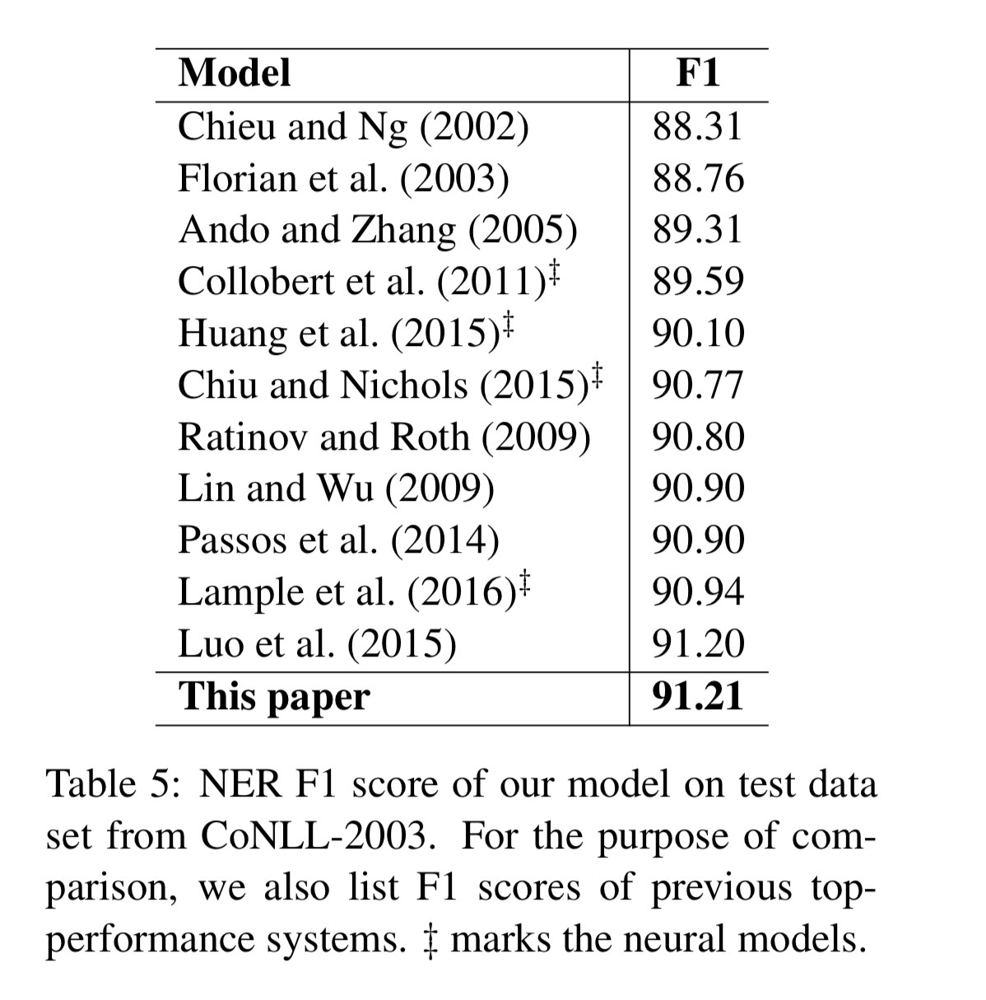 Model F1
Chieu and Ng (2002) 88.31
Florian et al. (2003) 88.76
Ando and Zhang (2005) 89.31
Collobert et al. (2011)‡ 89.59
Huang et al. (2015)‡ 90.10
Chiu and Nichols (2015)‡ 90.77
Ratinov and Roth (2009) 90.80
Lin and Wu (2009) 90.90
Passos et al. (2014) 90.90
Lample et al. (2016)‡ 90.94
Luo et al. (2015) 91.20
This paper 91.21
Table 5: NER F1 score of our model on test data
set from CoNLL-2003. For the purpose of com-
parison, we also list F1 scores of previous top-
performance systems. ‡ marks the neural models.